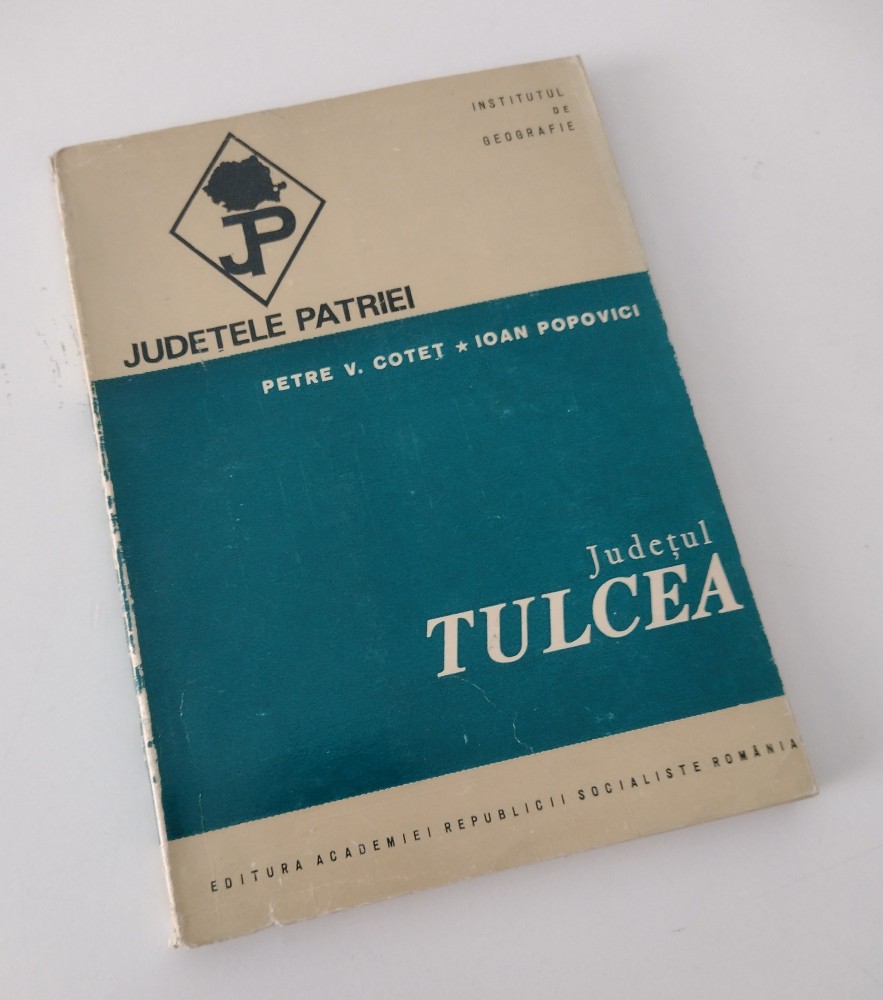 INSTITUTUL
DE
GEOGRAFIE
JP
JUDEȚELE PATRIEI
PETRE V. COTEȚ ★ IOAN POPOVICI
Județul
TULCEA
EDITURA ACADEMIEI REPUBLICII SOCIALISTE ROMÂNIA